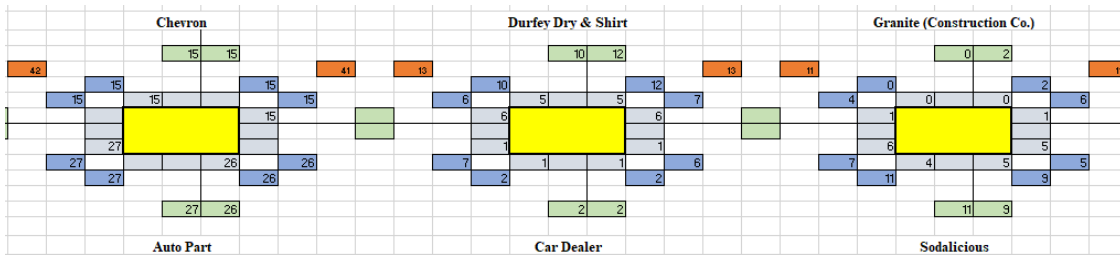 Chevron Durfey Dry & Shirt Granite (Construction Co.)
15 15 10 12 0 2
42 41 13 13 11
15 15 10 12 0 2
15 15 15 6 5 5 7 4 0 0 6
15 6 6 1 1
27 1 1 6 5
27 26 26 7 1 1 6 7 4 5 5
27 26 2 2 11 9
27 26 2 2 11 9
Auto Part Car Dealer Sodalicious